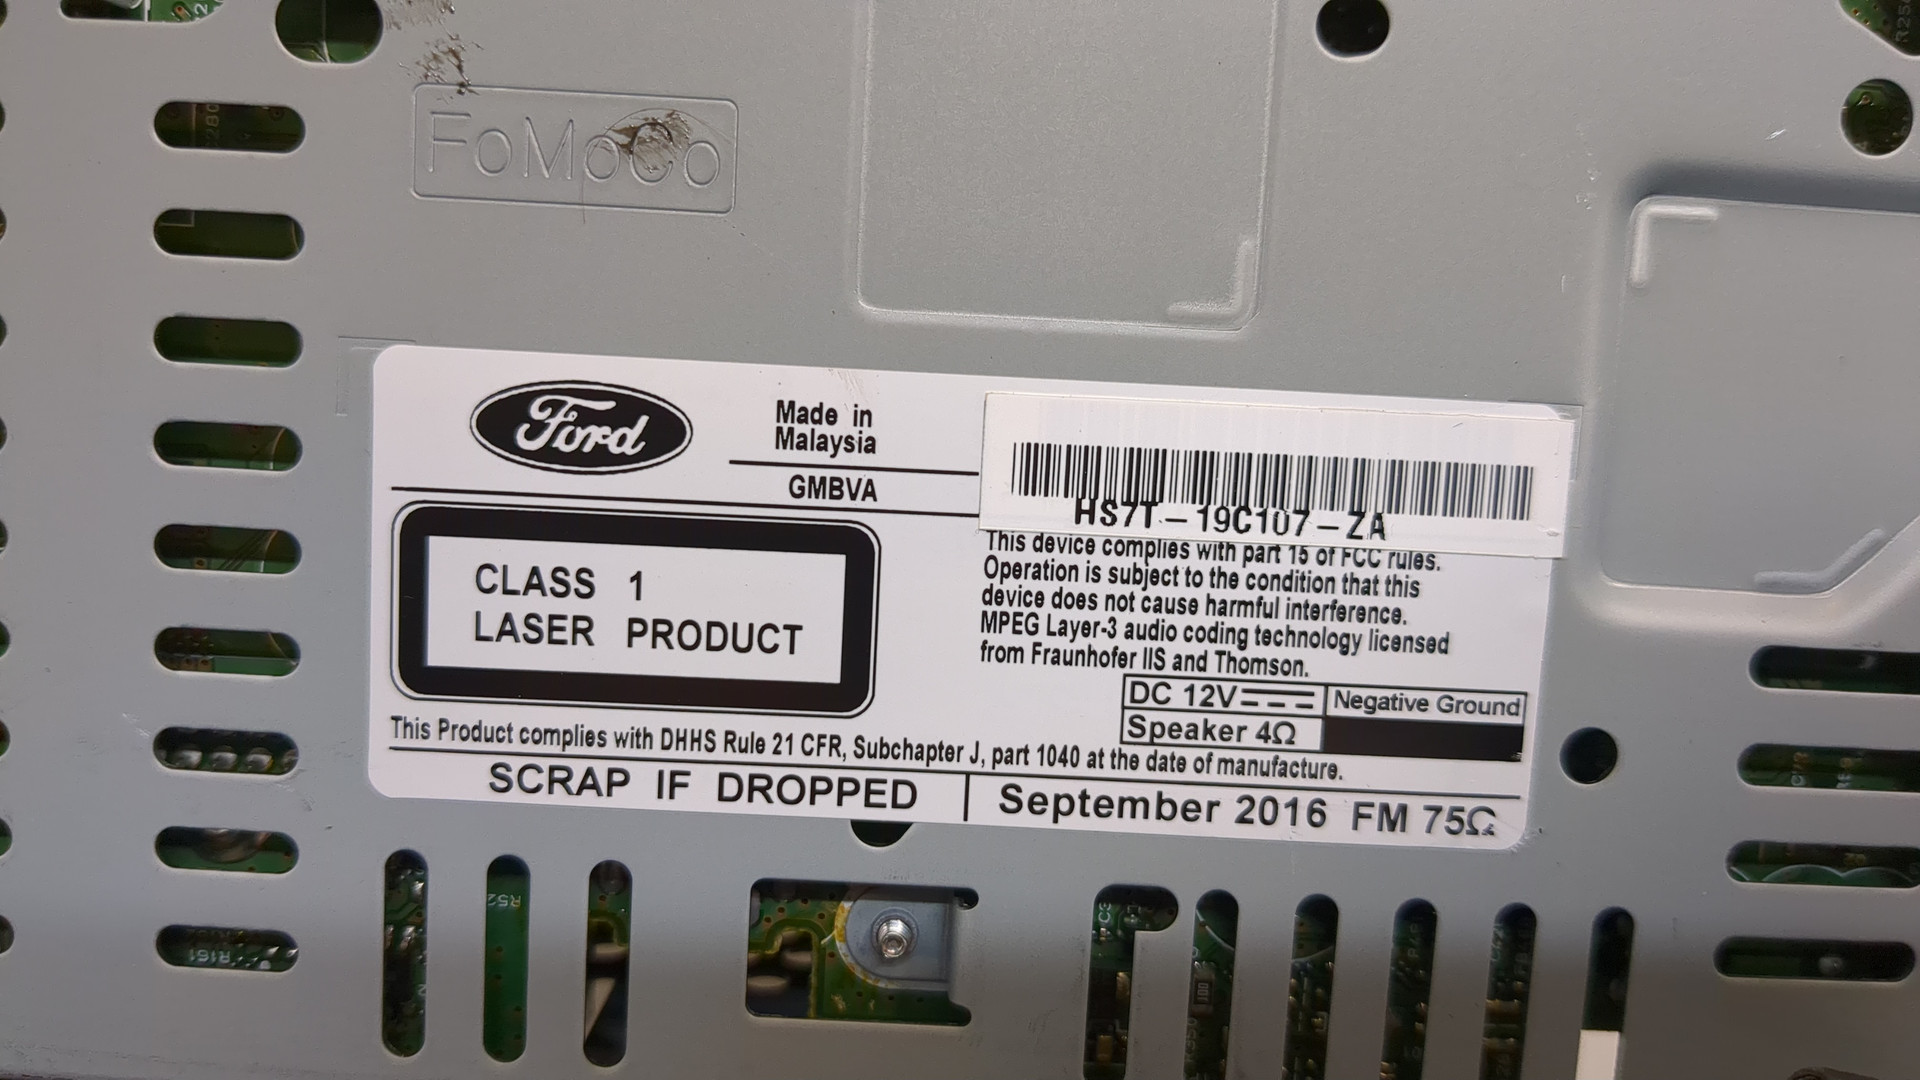 FoMoCo
Ford
Made in
Malaysia
GMBVA
HS7T-19C107-ZA
CLASS 1
LASER PRODUCT
This device complies with part 15 of FCC rules.
Operation is subject to the condition that this
device does not cause harmful interference.
MPEG Layer-3 audio coding technology licensed
from Fraunhofer IIS and Thomson.
DC 12V Negative Ground
Speaker 4Ω
This Product complies with DHHS Rule 21 CFR, Subchapter J, part 1040 at the date of manufacture.
SCRAP IF DROPPED September 2016 FM 75Ω
R52
R161